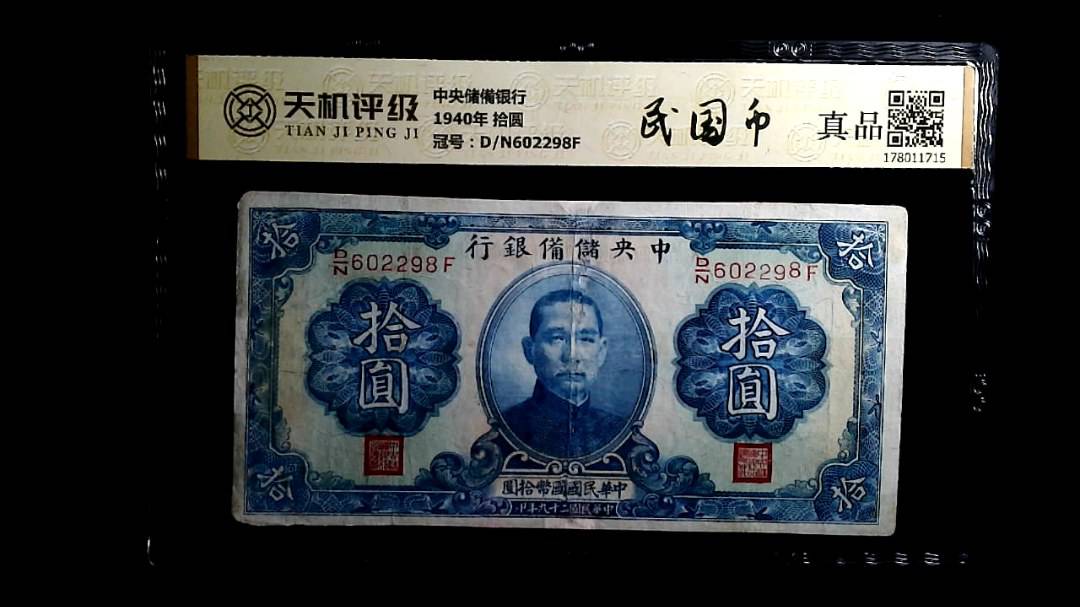 天机评级
TIAN JI PING JI
中央储备银行
1940年 拾圆
冠号：D/N602298F
民国币
真品
178011715
拾
拾
行銀備儲央中
D/N 602298F
D/N 602298F
拾圓
拾圓
拾
拾
圓拾幣國國民華中
印年九十二國民華中